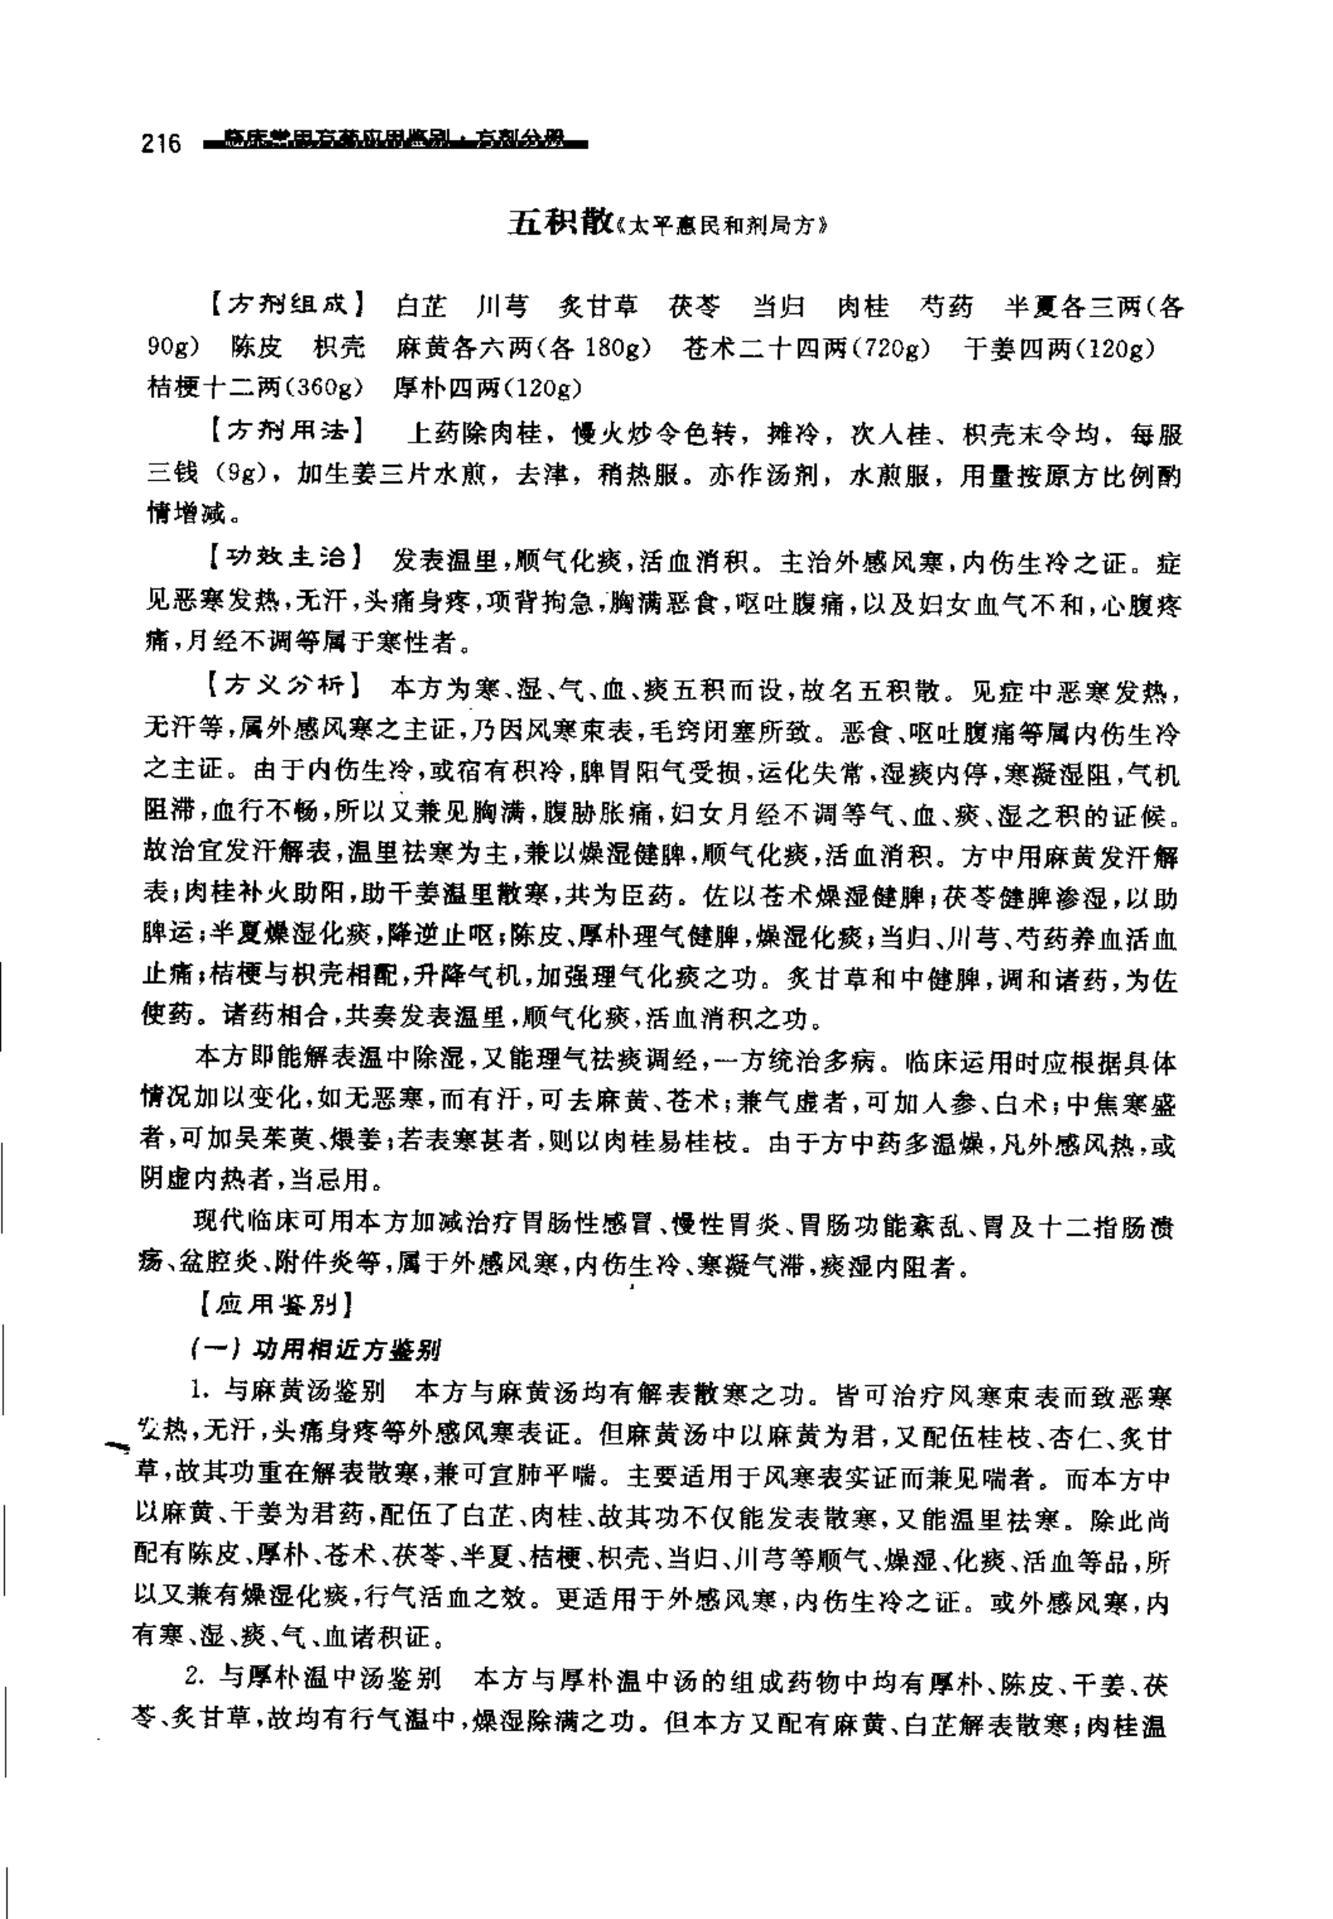 216 临床常用方药应用鉴别·方剂分册
五积散《太平惠民和剂局方》
【方剂组成】 白芷 川芎 炙甘草 茯苓 当归 肉桂 芍药 半夏各三两(各
90g) 陈皮 枳壳 麻黄各六两(各 180g) 苍术二十四两(720g) 干姜四两(120g)
桔梗十二两(360g) 厚朴四两(120g)
【方剂用法】 上药除肉桂，慢火炒令色转，摊冷，次人桂、枳壳末令均，每服
三钱（9g)，加生姜三片水煎，去津，稍热服。亦作汤剂，水煎服，用量按原方比例酌
情增减。
【功效主治】 发表温里,顺气化痰,活血消积。主治外感风寒,内伤生冷之证。症
见恶寒发热,无汗,头痛身疼,项背拘急,胸满恶食,呕吐腹痛,以及妇女血气不和,心腹疼
痛,月经不调等属于寒性者。
【方义分析】 本方为寒、湿、气、血、痰五积而设,故名五积散。见症中恶寒发热,
无汗等,属外感风寒之主证,乃因风寒束表,毛窍闭塞所致。恶食、呕吐腹痛等属内伤生冷
之主证。由于内伤生冷,或宿有积冷,脾胃阳气受损,运化失常,湿痰内停,寒凝湿阻,气机
阻滞,血行不畅,所以又兼见胸满,腹胁胀痛,妇女月经不调等气、血、痰、湿之积的证候。
故治宜发汗解表,温里祛寒为主,兼以燥湿健脾,顺气化痰,活血消积。方中用麻黄发汗解
表;肉桂补火助阳,助干姜温里散寒,共为臣药。佐以苍术燥湿健脾;茯苓健脾渗湿,以助
脾运;半夏燥湿化痰,降逆止呕;陈皮、厚朴理气健脾,燥湿化痰;当归、川芎、芍药养血活血
止痛;桔梗与枳壳相配,升降气机,加强理气化痰之功。炙甘草和中健脾,调和诸药,为佐
使药。诸药相合,共奏发表温里,顺气化痰,活血消积之功。
本方即能解表温中除湿,又能理气祛痰调经,一方统治多病。临床运用时应根据具体
情况加以变化,如无恶寒,而有汗,可去麻黄、苍术;兼气虚者,可加人参、白术;中焦寒盛
者,可加吴茱萸、煨姜;若表寒甚者,则以肉桂易桂枝。由于方中药多温燥,凡外感风热,或
阴虚内热者,当忌用。
现代临床可用本方加减治疗胃肠性感冒、慢性胃炎、胃肠功能紊乱、胃及十二指肠溃
疡、盆腔炎、附件炎等,属于外感风寒,内伤生冷、寒凝气滞,痰湿内阻者。
【应用鉴别】
(一) 功用相近方鉴别
1. 与麻黄汤鉴别 本方与麻黄汤均有解表散寒之功。皆可治疗风寒束表而致恶寒
发热,无汗,头痛身疼等外感风寒表证。但麻黄汤中以麻黄为君,又配伍桂枝、杏仁、炙甘
草,故其功重在解表散寒,兼可宣肺平喘。主要适用于风寒表实证而兼见喘者。而本方中
以麻黄、干姜为君药,配伍了白芷、肉桂、故其功不仅能发表散寒,又能温里祛寒。除此尚
配有陈皮、厚朴、苍术、茯苓、半夏、桔梗、枳壳、当归、川芎等顺气、燥湿、化痰、活血等品,所
以又兼有燥湿化痰,行气活血之效。更适用于外感风寒,内伤生冷之证。或外感风寒,内
有寒、湿、痰、气、血诸积证。
2. 与厚朴温中汤鉴别 本方与厚朴温中汤的组成药物中均有厚朴、陈皮、干姜、茯
苓、炙甘草,故均有行气温中,燥湿除满之功。但本方又配有麻黄、白芷解表散寒;肉桂温